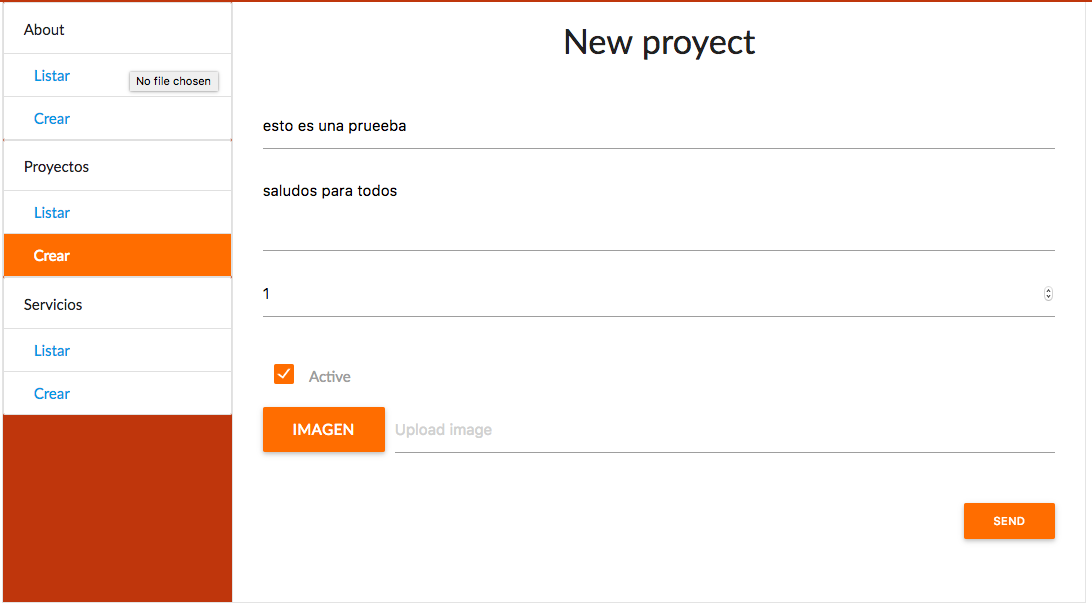 About
Listar
No file chosen
Crear
Proyectos
Listar
Crear
Servicios
Listar
Crear
New proyect
esto es una prueeba
saludos para todos
1
Active
IMAGEN
Upload image
SEND